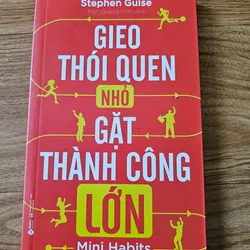 Stephen Guise
GIEO
THÓI QUEN
NHỎ
GẶT
THÀNH CÔNG
LỚN
Mini Habits